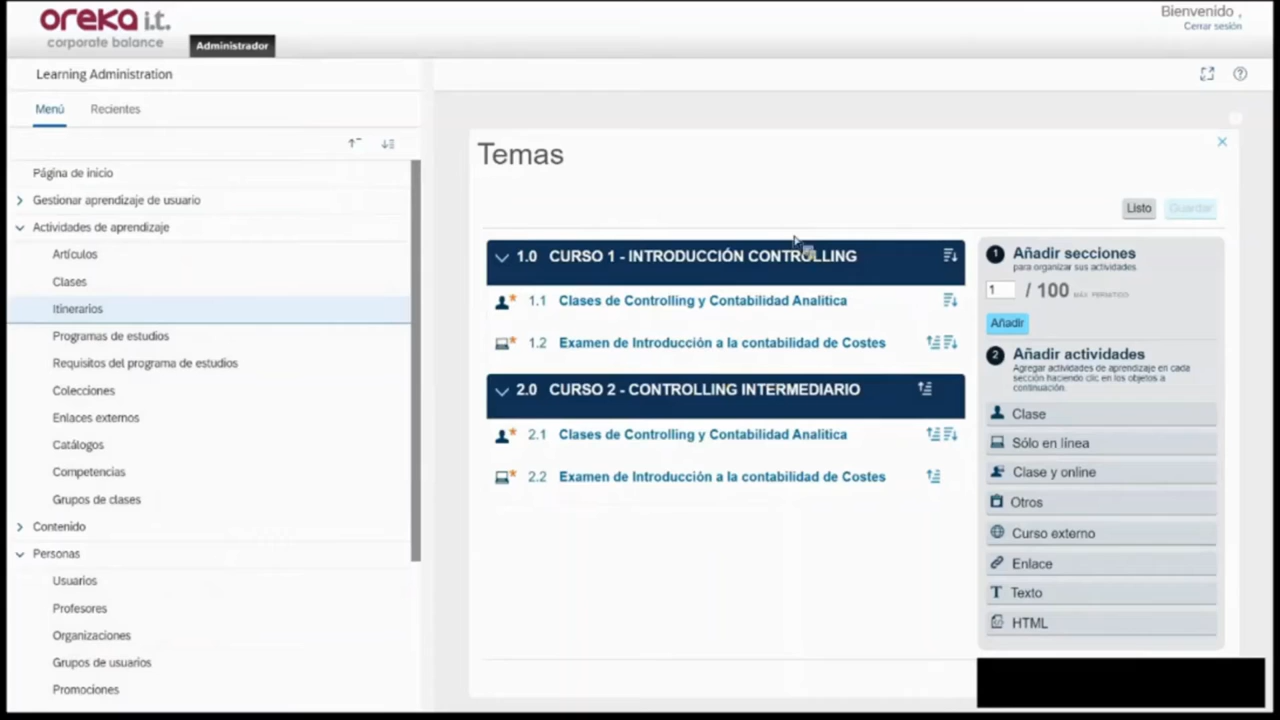 oreka i.t.
corporate balance
Administrador
Bienvenido ,
Cerrar sesión
Learning Administration
Menú
Recientes
Página de inicio
Gestionar aprendizaje de usuario
Actividades de aprendizaje
Artículos
Clases
Itinerarios
Programas de estudios
Requisitos del programa de estudios
Colecciones
Enlaces externos
Catálogos
Competencias
Grupos de clases
Contenido
Personas
Usuarios
Profesores
Organizaciones
Grupos de usuarios
Promociones
Temas
Listo
Guardar
1.0 CURSO 1 - INTRODUCCIÓN CONTROLLING
1.1 Clases de Controlling y Contabilidad Analítica
1.2 Examen de Introducción a la contabilidad de Costes
2.0 CURSO 2 - CONTROLLING INTERMEDIARIO
2.1 Clases de Controlling y Contabilidad Analítica
2.2 Examen de Introducción a la contabilidad de Costes
1 Añadir secciones
para organizar sus actividades
1 / 100 MÁX PERMITIDO
Añadir
2 Añadir actividades
Agregar actividades de aprendizaje en cada
sección haciendo clic en los objetos a
continuación.
Clase
Sólo en línea
Clase y online
Otros
Curso externo
Enlace
Texto
HTML